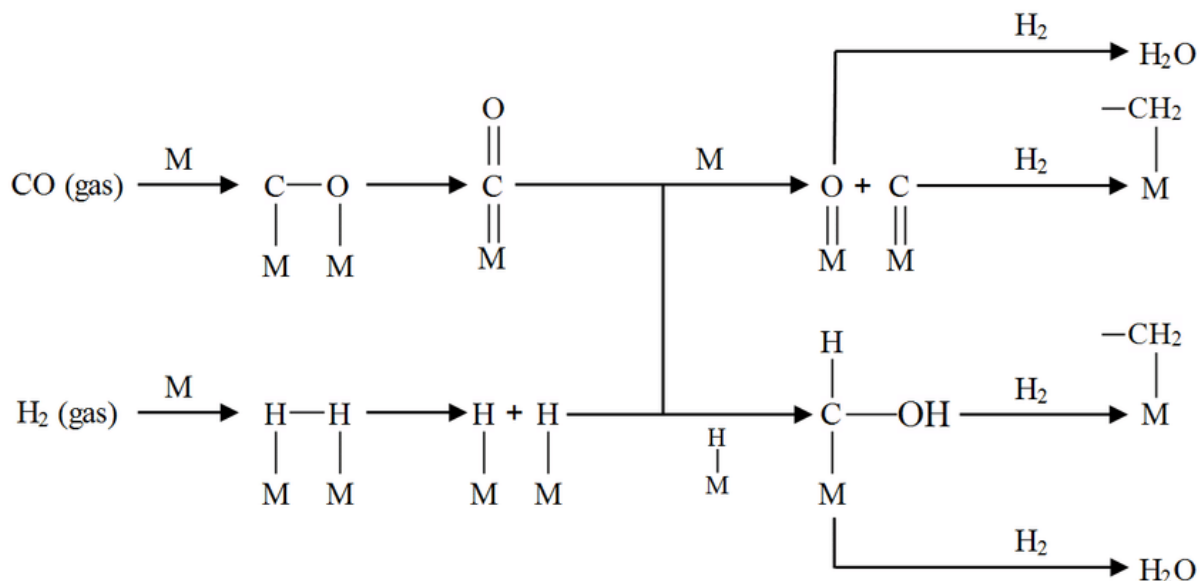 H₂
H₂O
O
—CH₂
CO (gas) M C—O C M O + C H₂ M
M M M M M
H —CH₂
H₂ (gas) M H—H H + H H M C—OH H₂ M
M M M M M
H₂
H₂O